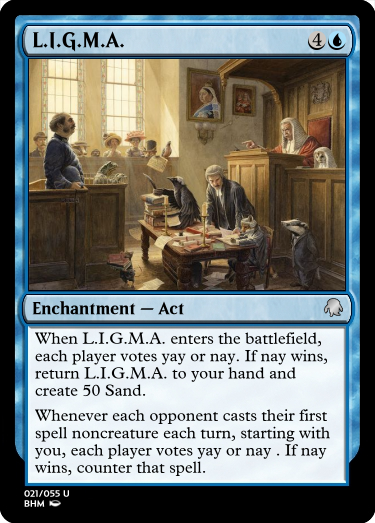 L.I.G.M.A. 4
Enchantment — Act
When L.I.G.M.A. enters the battlefield,
each player votes yay or nay. If nay wins,
return L.I.G.M.A. to your hand and
create 50 Sand.
Whenever each opponent casts their first
spell noncreature each turn, starting with
you, each player votes yay or nay . If nay
wins, counter that spell.
021/055 U
BHM